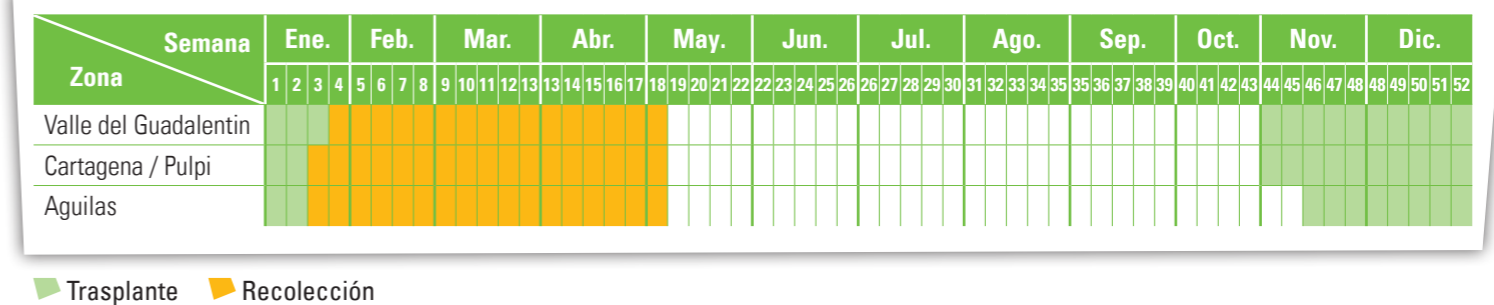 Semana Ene. Feb. Mar. Abr. May. Jun. Jul. Ago. Sep. Oct. Nov. Dic.
Zona 1 2 3 4 5 6 7 8 9 10 11 12 13 13 14 15 16 17 18 19 20 21 22 22 23 24 25 26 26 27 28 29 30 31 32 33 34 35 35 36 37 38 39 40 41 42 43 44 45 46 47 48 48 49 50 51 52
Valle del Guadalentin
Cartagena / Pulpi
Aguilas
Trasplante Recolección